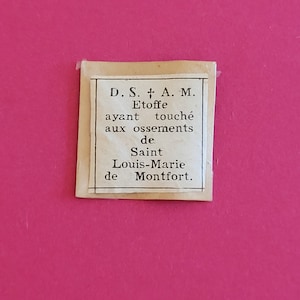 D. S. † A. M.
Etoffe
ayant touché
aux ossements
de
Saint
Louis-Marie
de Montfort.